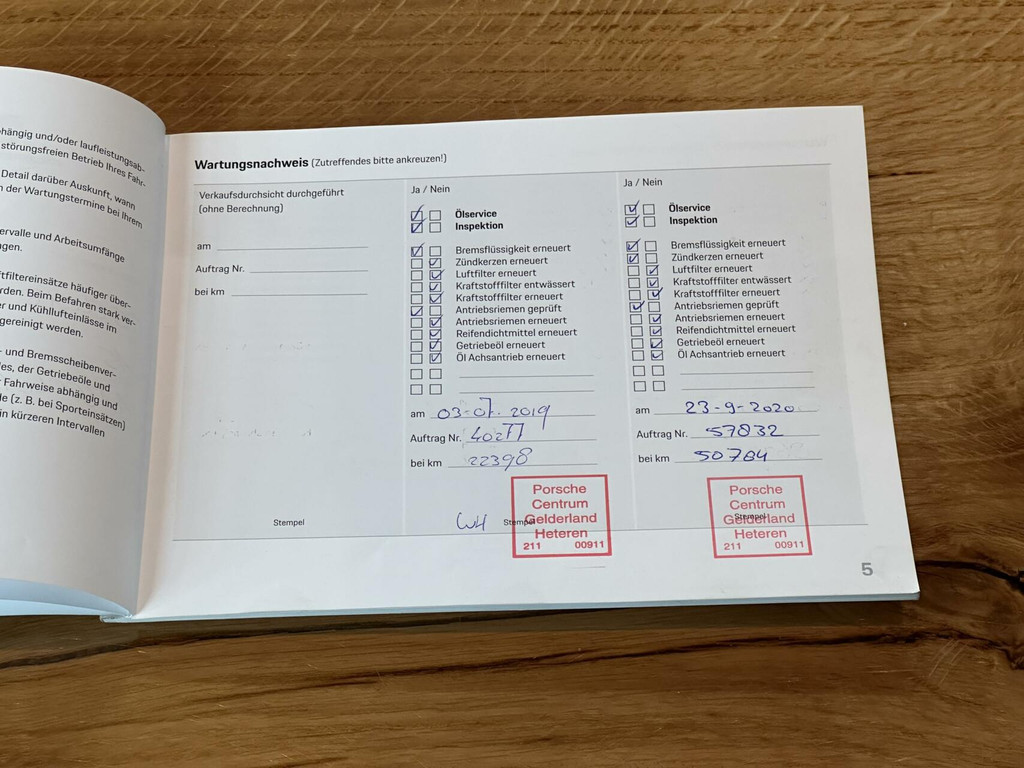 hängig und/oder laufleistungsab-
störungsfreien Betrieb Ihres Fahr-
Detail darüber Auskunft, wann
n der Wartungstermine bei Ihrem
ervalle und Arbeitsumfänge
ngen.
ftfiltereinsätze häufiger über-
rden. Beim Befahren stark ver-
er und Kühllufteinlässe im
gereinigt werden.
- und Bremsscheibenver-
es, der Getriebeöle und
r Fahrweise abhängig und
le (z. B. bei Sporteinsätzen)
in kürzeren Intervallen
Wartungsnachweis (Zutreffendes bitte ankreuzen!)
Verkaufsdurchsicht durchgeführt
(ohne Berechnung)
am
Auftrag Nr.
bei km
Stempel
Ja / Nein
Ölservice
Inspektion
Bremsflüssigkeit erneuert
Zündkerzen erneuert
Luftfilter erneuert
Kraftstofffilter entwässert
Kraftstofffilter erneuert
Antriebsriemen geprüft
Antriebsriemen erneuert
Reifendichtmittel erneuert
Getriebeöl erneuert
Öl Achsantrieb erneuert
am 03-07-2019
Auftrag Nr. 40277
bei km 22398
WH Stempel
Porsche
Centrum
Gelderland
Heteren
211 00911
Ja / Nein
Ölservice
Inspektion
Bremsflüssigkeit erneuert
Zündkerzen erneuert
Luftfilter erneuert
Kraftstofffilter entwässert
Kraftstofffilter erneuert
Antriebsriemen geprüft
Antriebsriemen erneuert
Reifendichtmittel erneuert
Getriebeöl erneuert
Öl Achsantrieb erneuert
am 23-9-2020
Auftrag Nr. 57832
bei km 50784
Stempel
Porsche
Centrum
Gelderland
Heteren
211 00911
5